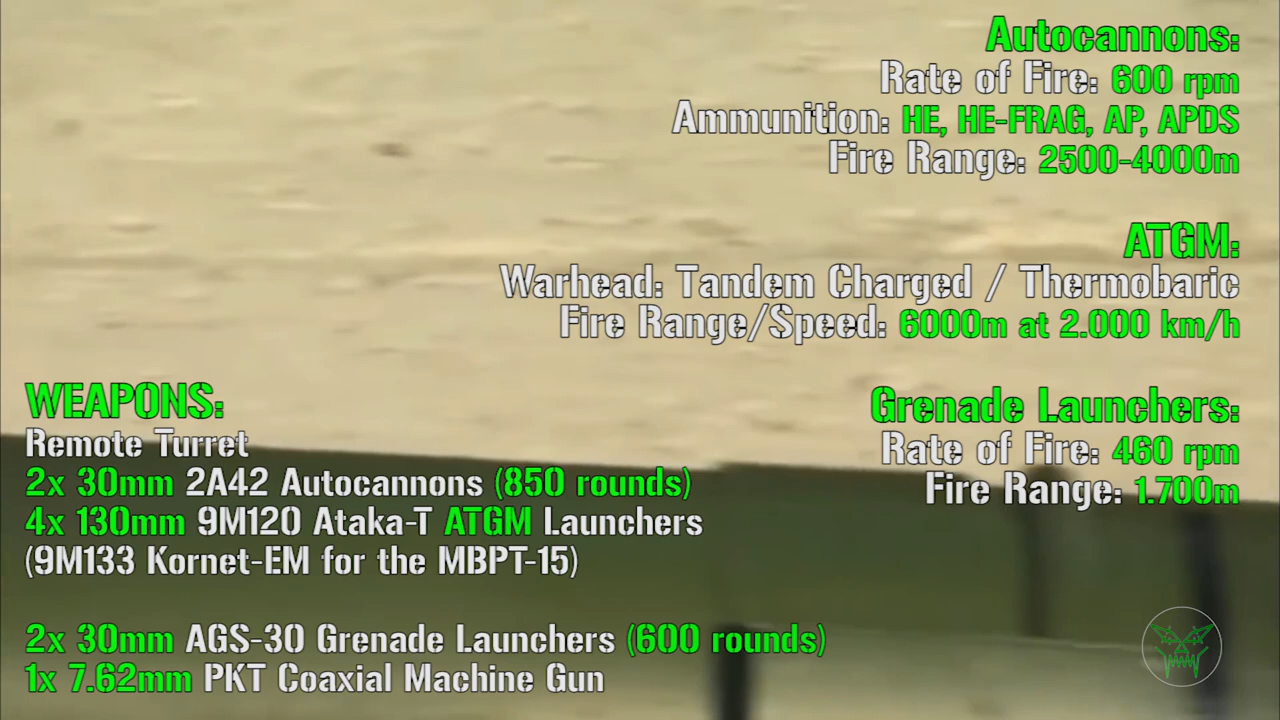 Autocannons:
Rate of Fire: 600 rpm
Ammunition: HE, HE-FRAG, AP, APDS
Fire Range: 2500-4000m
ATGM:
Warhead: Tandem Charged / Thermobaric
Fire Range/Speed: 6000m at 2.000 km/h
Grenade Launchers:
Rate of Fire: 460 rpm
Fire Range: 1.700m
WEAPONS:
Remote Turret
2x 30mm 2A42 Autocannons (850 rounds)
4x 130mm 9M120 Ataka-T ATGM Launchers
(9M133 Kornet-EM for the MBPT-15)
2x 30mm AGS-30 Grenade Launchers (600 rounds)
1x 7.62mm PKT Coaxial Machine Gun